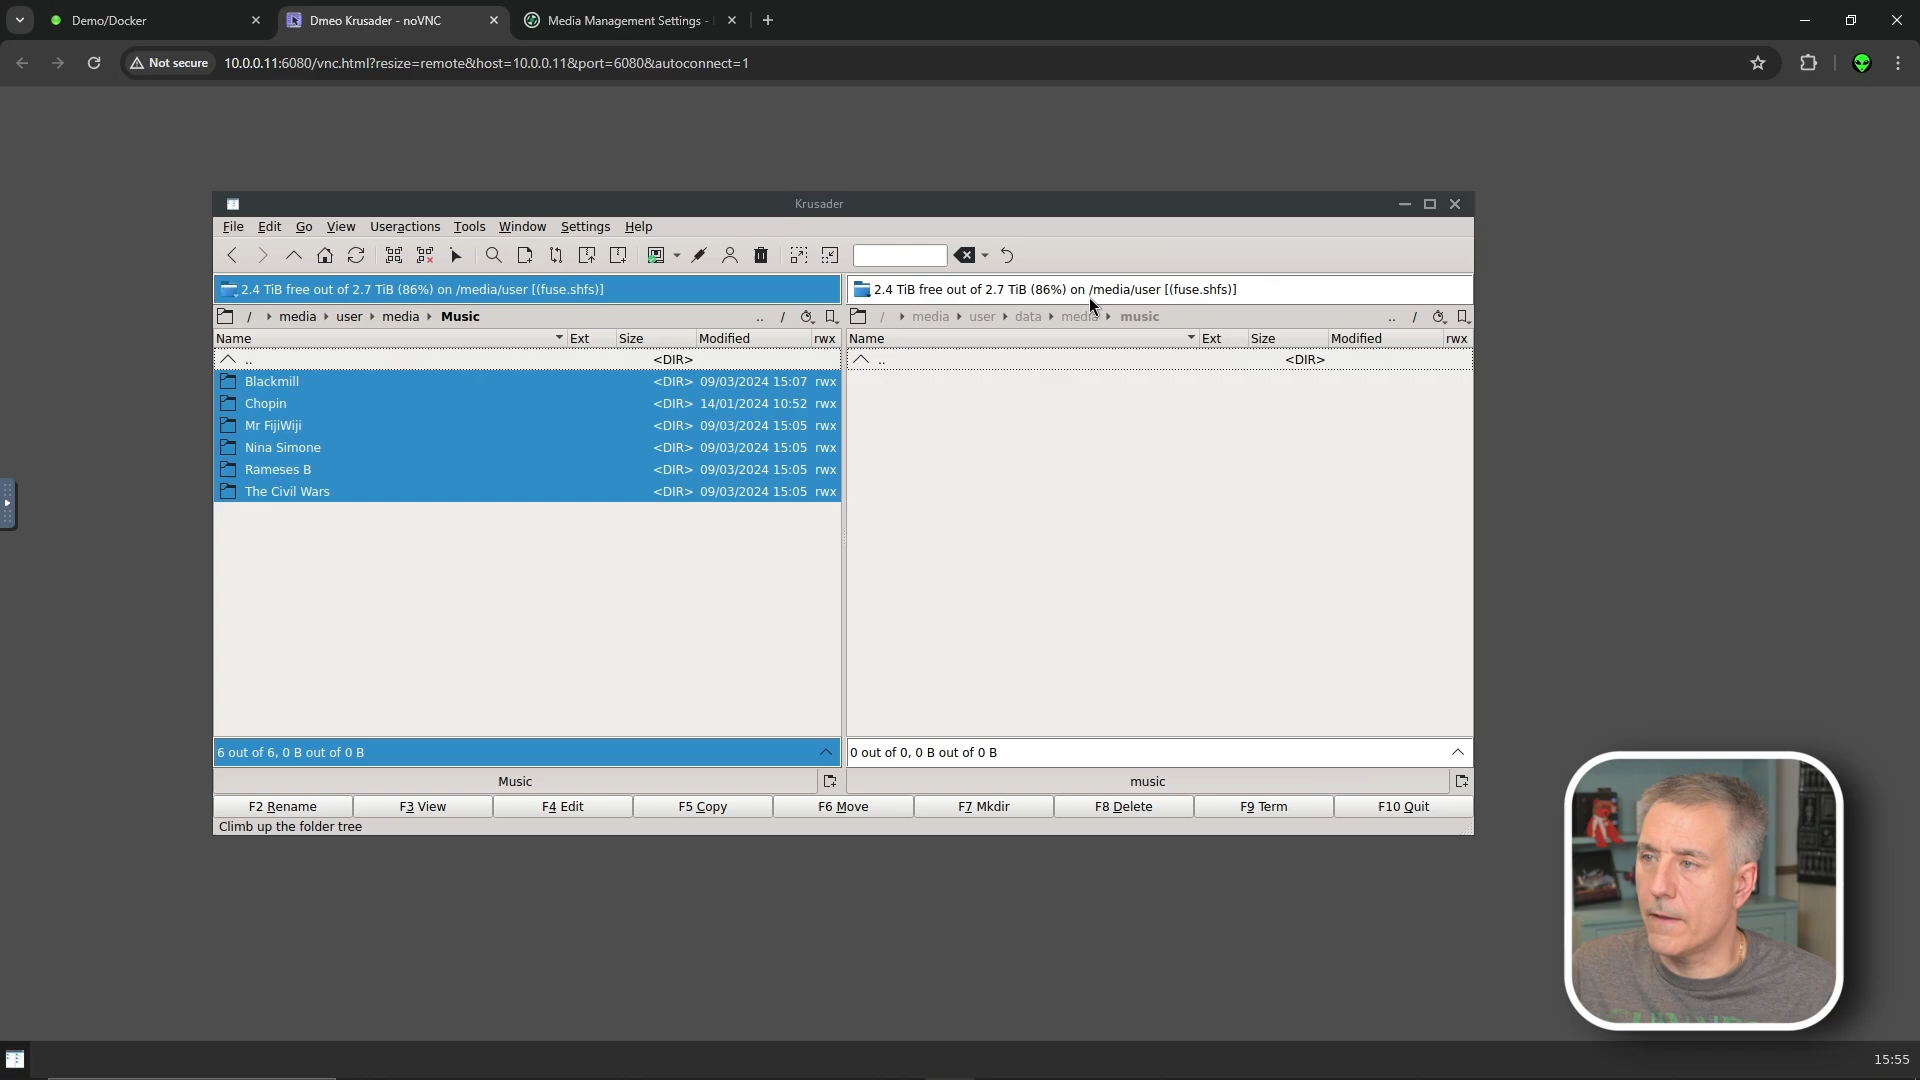 Demo/Docker
Dmeo Krusader - noVNC
Media Management Settings -
Not secure
10.0.0.11:6080/vnc.html?resize=remote&host=10.0.0.11&port=6080&autoconnect=1
Krusader
File Edit Go View Useractions Tools Window Settings Help
2.4 TiB free out of 2.7 TiB (86%) on /media/user [(fuse.shfs)]
2.4 TiB free out of 2.7 TiB (86%) on /media/user [(fuse.shfs)]
/ media user media Music .. /
/ media user data media music .. /
Name Ext Size Modified rwx
Name Ext Size Modified rwx
.. <DIR>
.. <DIR>
Blackmill <DIR> 09/03/2024 15:07 rwx
Chopin <DIR> 14/01/2024 10:52 rwx
Mr FijiWiji <DIR> 09/03/2024 15:05 rwx
Nina Simone <DIR> 09/03/2024 15:05 rwx
Rameses B <DIR> 09/03/2024 15:05 rwx
The Civil Wars <DIR> 09/03/2024 15:05 rwx
6 out of 6, 0 B out of 0 B
0 out of 0, 0 B out of 0 B
Music
music
F2 Rename F3 View F4 Edit F5 Copy F6 Move F7 Mkdir F8 Delete F9 Term F10 Quit
Climb up the folder tree
15:55